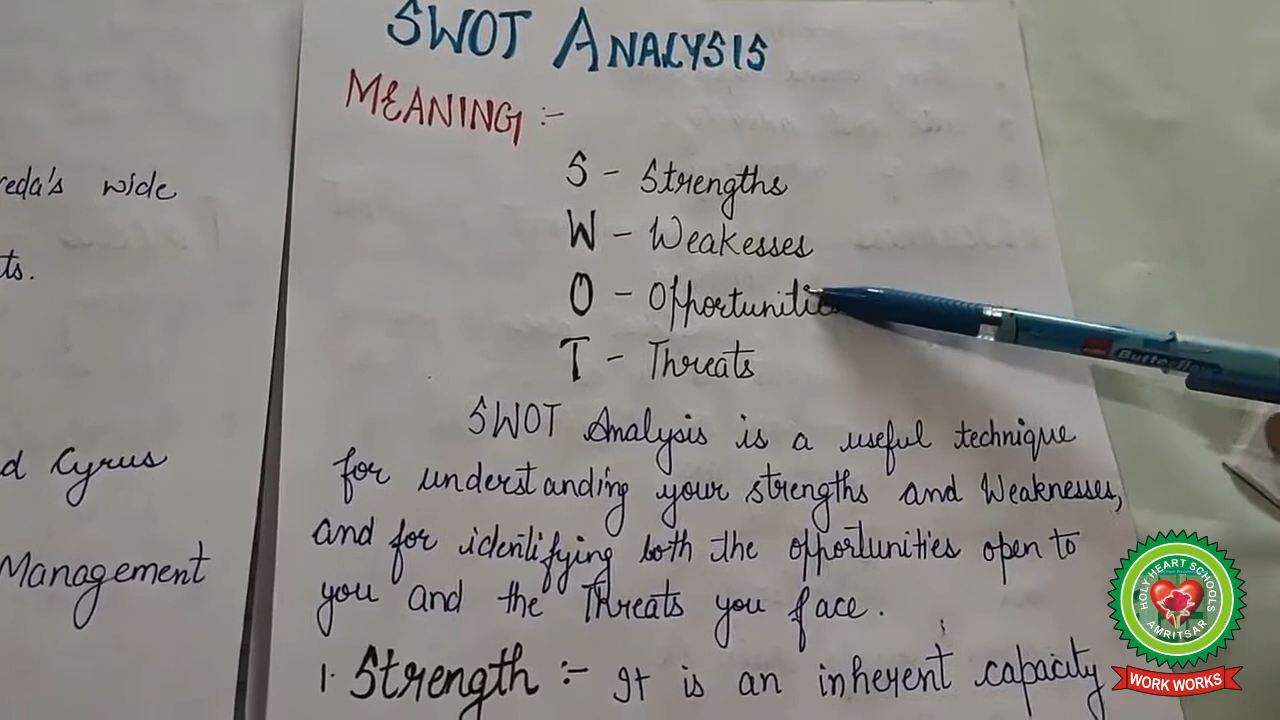 SWOT ANALYSIS
MEANING :-
S - Strengths
W - Weakesses
O - Opportunities
T - Threats
SWOT Analysis is a useful technique
for understanding your strengths and Weaknesses,
and for identifying both the opportunities open to
you and the Threats you face.
1. Strength :- It is an inherent capacity
reda's wide
ts.
d Cyrus
Management
Butterflow
HOLY HEART SCHOOLS
AMRITSAR
WORK WORKS